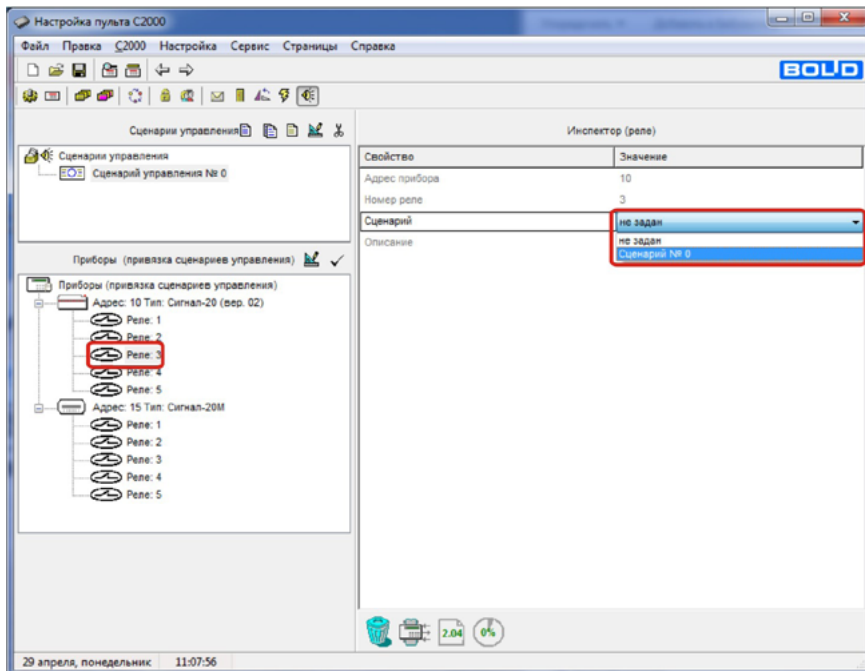 Настройка пульта С2000
Файл Правка С2000 Настройка Сервис Страницы Справка
BOLID
Сценарии управления
Сценарии управления
Сценарий управления № 0
Приборы (привязка сценариев управления)
Приборы (привязка сценариев управления)
Адрес: 10 Тип: Сигнал-20 (вер. 02)
Реле: 1
Реле: 2
Реле: 3
Реле: 4
Реле: 5
Адрес: 15 Тип: Сигнал-20М
Реле: 1
Реле: 2
Реле: 3
Реле: 4
Реле: 5
Инспектор (реле)
Свойство Значение
Адрес прибора 10
Номер реле 3
Сценарий не задан
не задан
Описание
Сценарий № 0
2.04 0%
29 апреля, понедельник 11:07:56